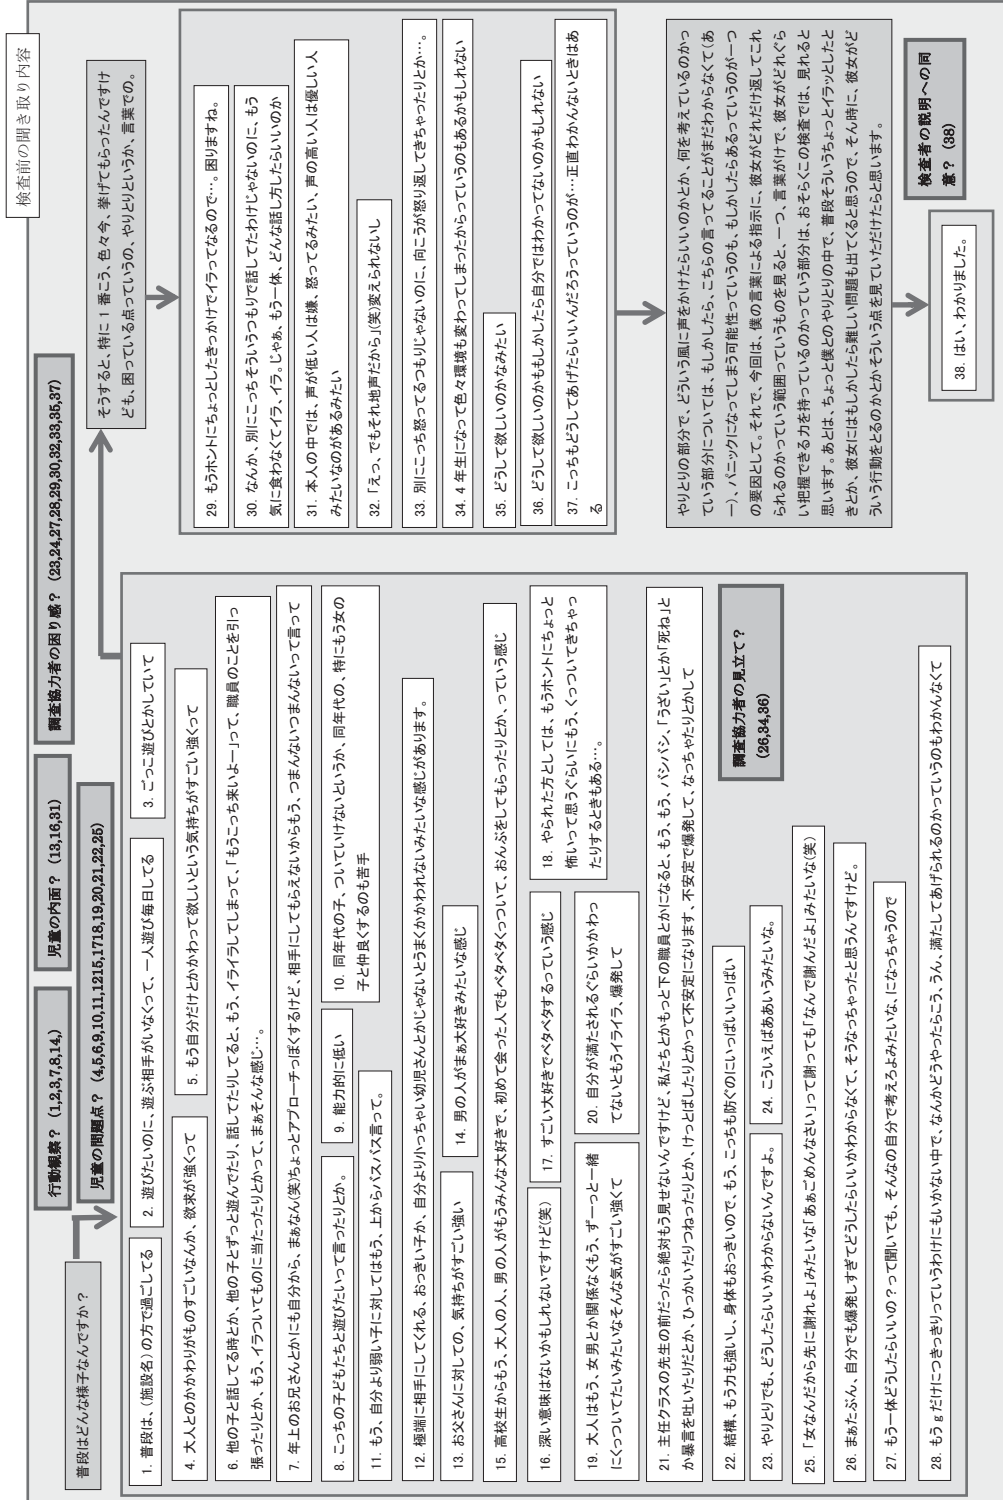 検査前の聞き取り内容
普段はどんな様子なんですか？
行動観察？（1,2,3,7,8,14,）
児童の内面？（13,16,31）
調査協力者の困り感？（23,24,27,28,29,30,32,33,35,37）
児童の問題点？（4,5,6,9,10,11,1215,1718,19,20,21,22,25）
1. 普段は、（施設名）の方で過ごしてる
2. 遊びたいのに、遊ぶ相手がいなくって、一人遊び毎日してる
3. ごっこ遊びとかしていて
4. 大人とのかかわりがものすごいなんか、欲求が強くって
5. もう自分だけとかかわって欲しいという気持ちがすごい強くって
6. 他の子と話してる時とか、他の子とずっと遊んでたり、話してたりしてると、もう、イライラしてしまって、「もうこっち来いよー」って、職員のことを引っ
張ったりとか、もう、イラついてものに当たったりとかって、まぁそんな感じ…。
7. 年上のお兄さんとかにも自分から、まぁなん(笑)ちょっとアプローチっぽくするけど、相手にしてもらえないからもう、つまんないつまんないって言って
8. こっちの子どもたちと遊びたいって言ったりとか。
9. 能力的に低い
10. 同年代の子、ついていけないというか、同年代の、特にもう女の
子と仲良くするのも苦手
11. もう、自分より弱い子に対してはもう、上からバスバス言って。
12. 極端に相手にしてくれる、おっきい子か、自分より小っちゃい幼児さんとかじゃないとうまくかかわれないみたいな感じがあります。
13. お父さんに対しての、気持ちがすごい強い
14. 男の人がまぁ大好きみたいな感じ
15. 高校生からもう、大人の人、男の人がもうみんな大好きで、初めて会った人でもベタベタくっついて、おんぶをしてもらったりとか、っていう感じ
16. 深い意味はないかもしれないですけど(笑)
17. すごい大好きでベタベタするっていう感じ
18. やられた方としては、もうホントにちょっと
怖いって思うぐらいにもう、くっついてきちゃっ
たりするときもある…。
19. 大人はもう、女男とか関係なくもう、ずーっと一緒
にくっついてたいみたいなそんな気がすごい強くて
20. 自分が満たされるぐらいかかわっ
てないともうイライラ、爆発して
21. 主任クラスの先生の前だったら絶対もう見せないんですけど、私たちとかもっと下の職員とかになると、もう、もう、バシバシ、「うざい」とか「死ね」と
か暴言を吐いたりだとか、ひっかいたりつねったりとか、けっとばしたりとかって不安定になります、不安定で爆発して、なっちゃたりとかして
22. 結構、もう力も強いし、身体もおっきいので、もう、こっちも防ぐのにいっぱいいっぱい
23. やりとりでも、どうしたらいいかわからないんですよ。
24. こういえばああいうみたいな。
25. 「女なんだから先に謝れよ」みたいな「あぁごめんなさい」って謝っても「なんで謝んだよ」みたいな(笑)
26. まぁたぶん、自分でも爆発しすぎてどうしたらいいかわからなくて、そうなっちゃったと思うんですけど。
27. もう一体どうしたらいいの？って聞いても、そんなの自分で考えろよみたいな、になっちゃうので
28. もうｇだけにつきっきりっていうわけにもいかない中で、なんかどうやったらこう、うん、満たしてあげられるのかっていうのもわかんなくて
調査協力者の見立て？
（26,34,36）
そうすると、特に 1 番こう、色々今、挙げてもらったんですけ
ども、困っている点っていうの、やりとりというか、言葉での。
29. もうホントにちょっとしたきっかけでイラってなるので…。困りますね。
30. なんか、別にこっちそういうつもりで話してたわけじゃないのに、もう
気に食わなくてイラ、イラ。じゃぁ、もう一体、どんな話し方したらいいのか
31. 本人の中では、声が低い人は嫌、怒ってるみたい、声の高い人は優しい人
みたいなのがあるみたい
32. 「えっ、でもそれ地声だから」(笑)変えられないし
33. 別にこっち怒ってるつもりじゃないのに、向こうが怒り返してきちゃったりとか…。
34. 4 年生になって色々環境も変わってしまったからっていうのもあるかもしれない
35. どうして欲しいのかなみたい
36. どうして欲しいのかももしかしたら自分ではわかってないのかもしれない
37. こっちもどうしてあげたらいいんだろうっていうのが…正直わかんないときはあ
る
やりとりの部分で、どういう風に声をかけたらいいのかとか、何を考えているのかっ
ていう部分については、もしかしたら、こちらの言ってることがまだわからなくて(あ
ー)、パニックになってしまう可能性っていうのも、もしかしたらあるっていうのが一つ
の要因として。それで、今回は、僕の言葉による指示に、彼女がどれだけ返してこれ
られるのかっていう範囲っていうものを見ると、一つ、言葉がけで、彼女がどれぐら
い把握できる力を持っているのかっていう部分は、おそらくこの検査では、見れると
思います。あとは、ちょっと僕とのやりとりの中で、普段そういうちょっとイラッとしたと
きとか、彼女にはもしかしたら難しい問題も出てくると思うので、そん時に、彼女がど
ういう行動をとるのかとかそういう点を見ていただけたらと思います。
検査者の説明への同
意？（38）
38. はい、わかりました。